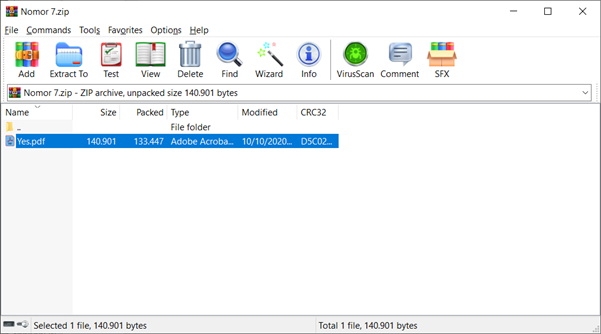 Nomor 7.zip
File Commands Tools Favorites Options Help
Add Extract To Test View Delete Find Wizard Info VirusScan Comment SFX
Nomor 7.zip - ZIP archive, unpacked size 140.901 bytes
Name Size Packed Type Modified CRC32
.. File folder
Yes.pdf 140.901 133.447 Adobe Acroba... 10/10/2020... D5C02...
Selected 1 file, 140.901 bytes Total 1 file, 140.901 bytes